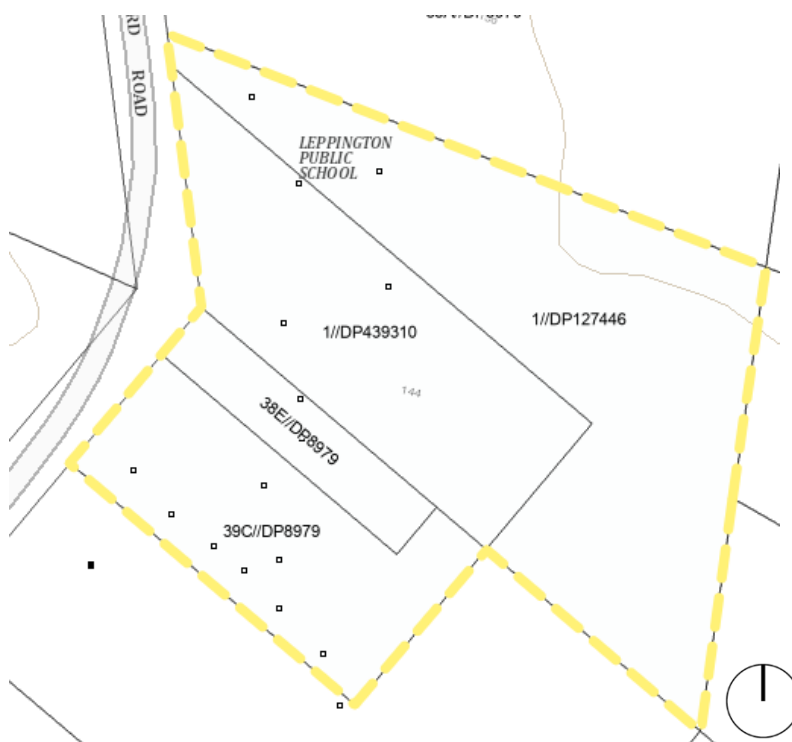 RD
ROAD
LEPPINGTON
PUBLIC
SCHOOL
1//DP127446
1//DP439310
144
38E//DP8979
39C//DP8979